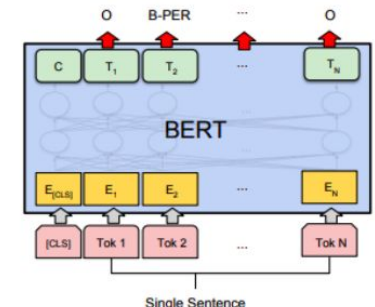 O B-PER ... O
C T1 T2 ... TN
BERT
E[CLS] E1 E2 ... EN
[CLS] Tok 1 Tok 2 ... Tok N
Single Sentence